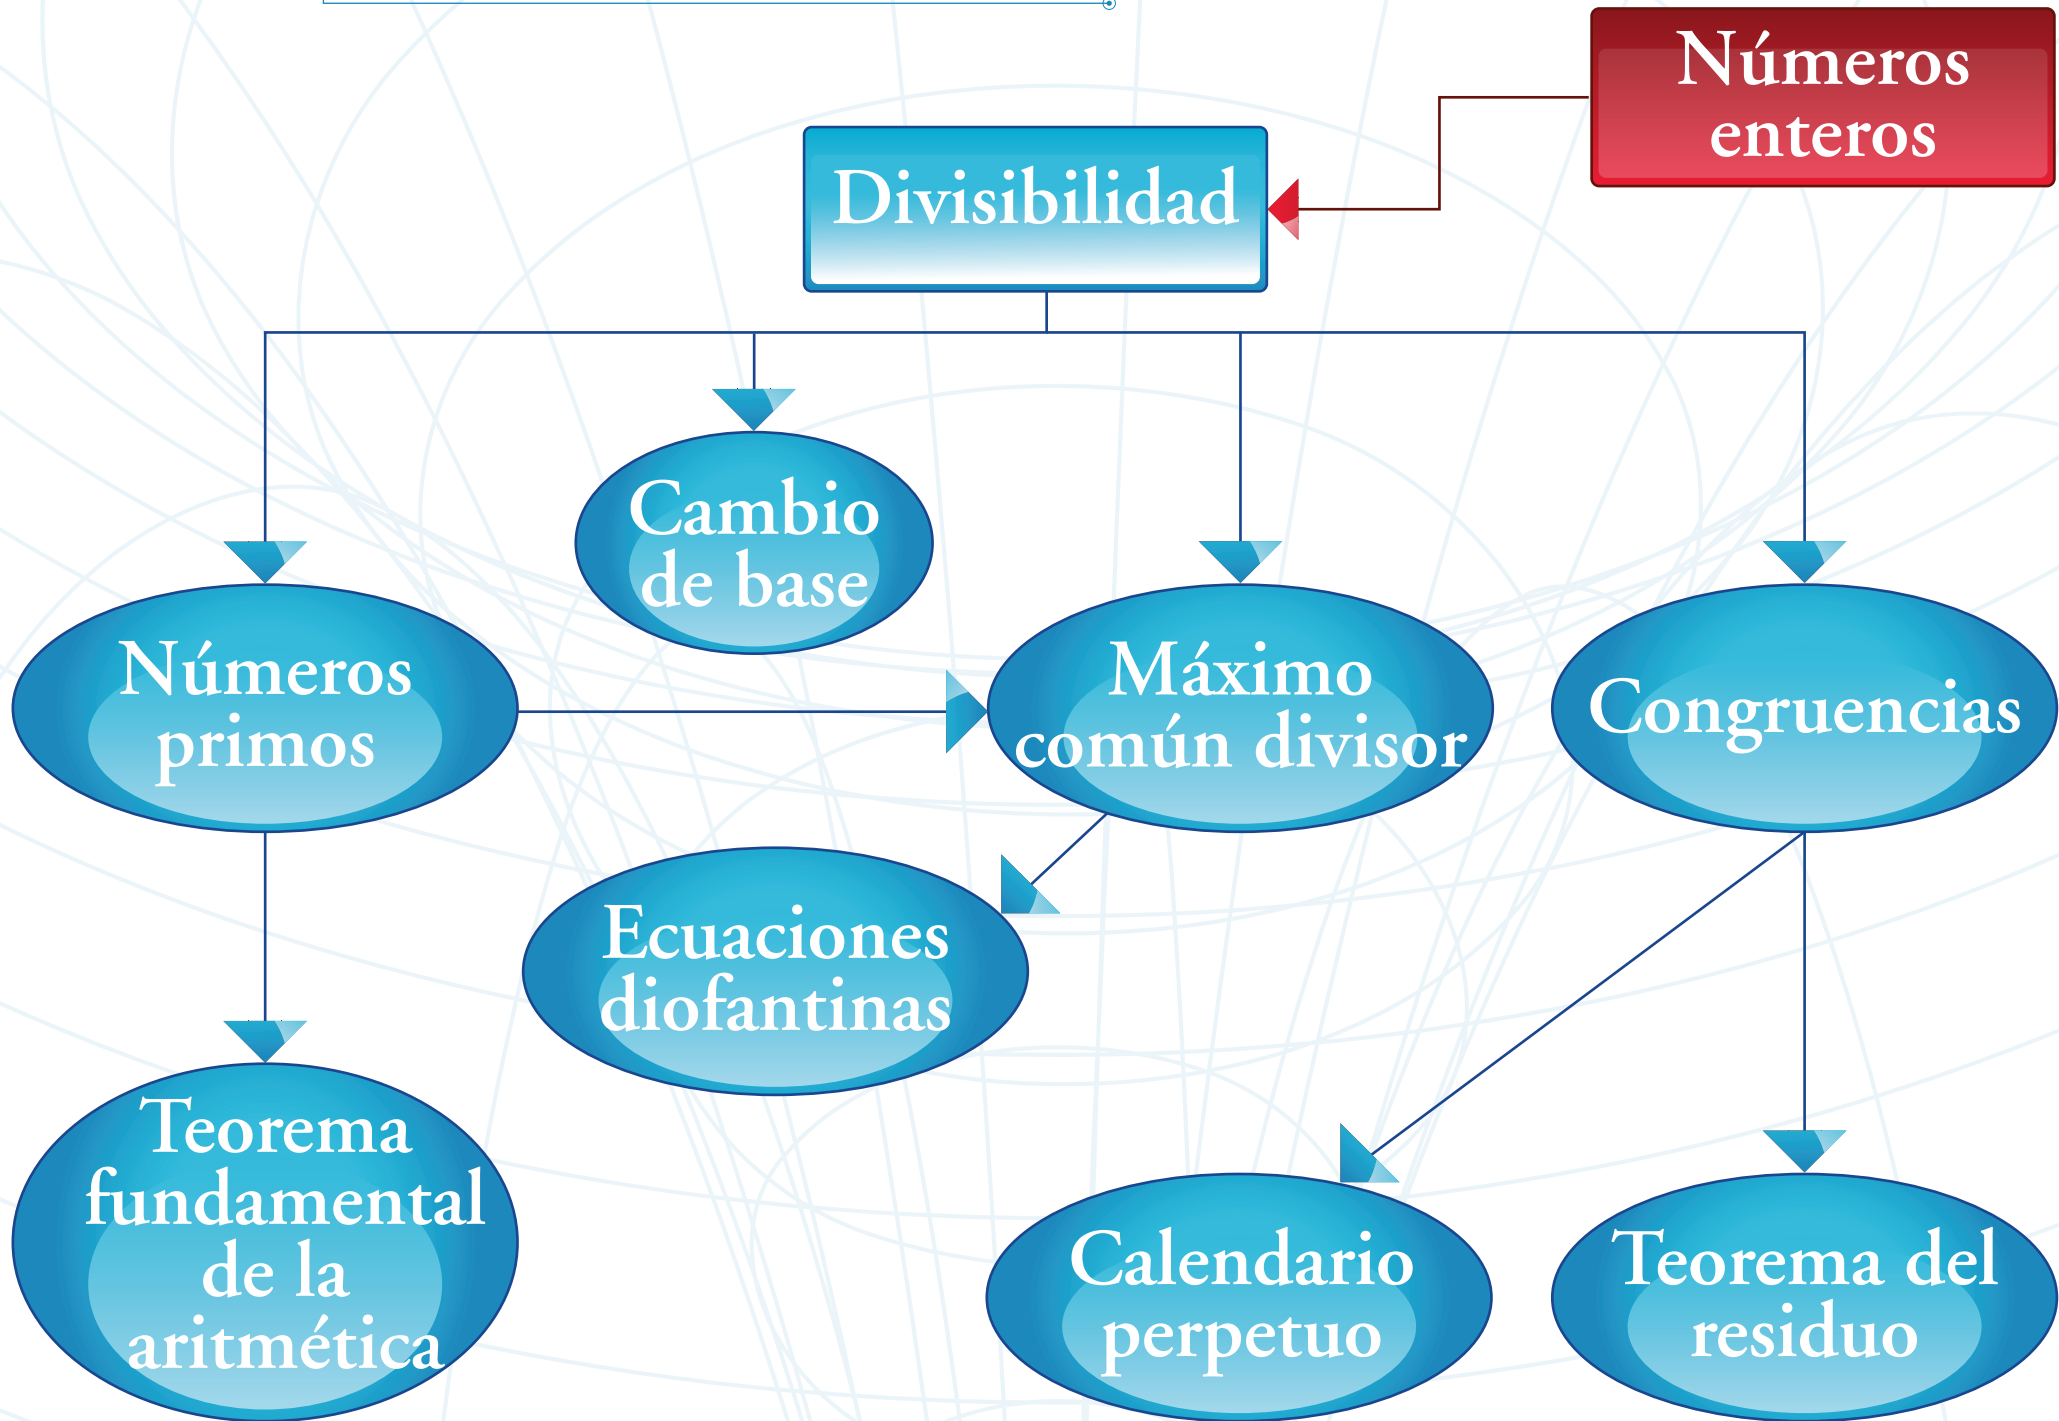 Números
enteros
Divisibilidad
Cambio
de base
Números
primos
Máximo
común divisor
Congruencias
Ecuaciones
diofantinas
Teorema
fundamental
de la
aritmética
Calendario
perpetuo
Teorema del
residuo